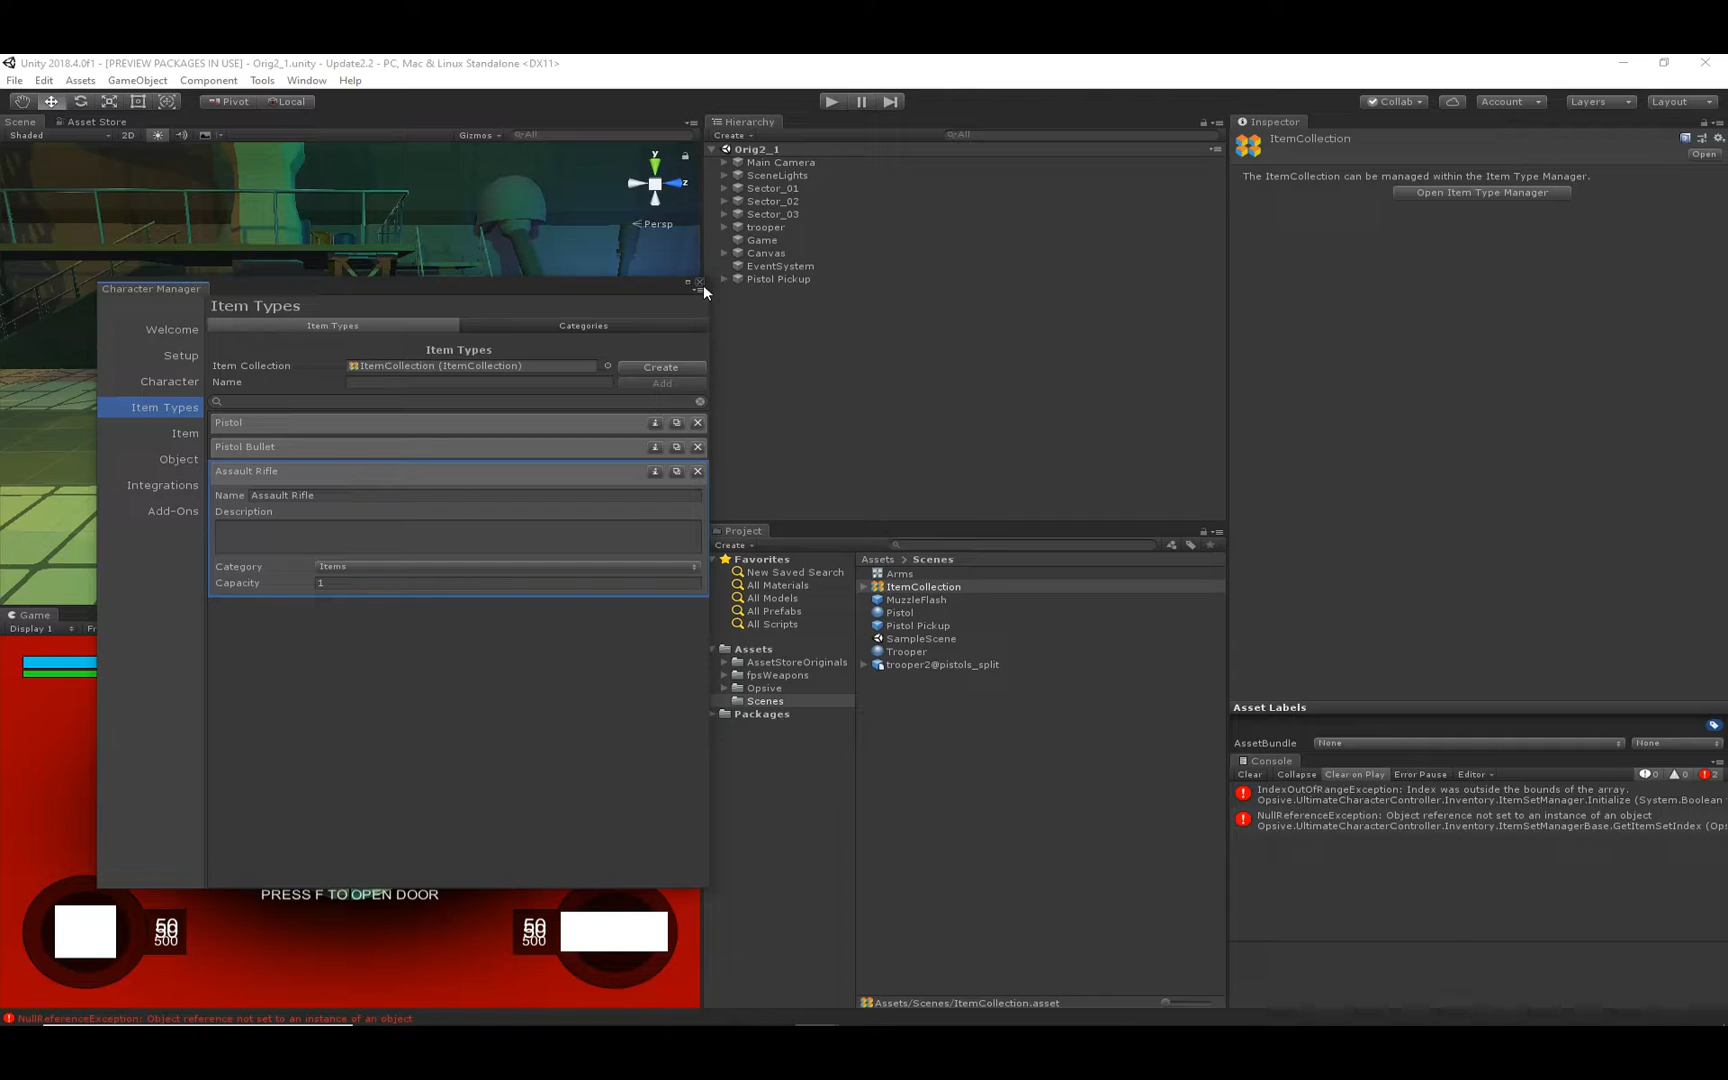 Unity 2018.4.0f1 - [PREVIEW PACKAGES IN USE] - Orig2_1.unity - Update2.2 - PC, Mac & Linux Standalone <DX11>
File Edit Assets GameObject Component Tools Window Help
Pivot Local Collab Account Layers Layout
Scene Asset Store
Shaded 2D Gizmos All
y
z
Persp
Hierarchy
Create All
Orig2_1
Main Camera
SceneLights
Sector_01
Sector_02
Sector_03
trooper
Game
Canvas
EventSystem
Pistol Pickup
Inspector
ItemCollection
Open
The ItemCollection can be managed within the Item Type Manager.
Open Item Type Manager
Character Manager
Welcome
Setup
Character
Item Types
Item
Object
Integrations
Add-Ons
Item Types
Item Types Categories
Item Types
Item Collection ItemCollection (ItemCollection) Create
Name Add
Pistol
Pistol Bullet
Assault Rifle
Name Assault Rifle
Description
Category Items
Capacity 1
Game
Display 1 Fr
PRESS F TO OPEN DOOR
50
500
50
500
Project
Create
Favorites
New Saved Search
All Materials
All Models
All Prefabs
All Scripts
Assets
AssetStoreOriginals
fpsWeapons
Opsive
Scenes
Packages
Assets Scenes
Arms
ItemCollection
MuzzleFlash
Pistol
Pistol Pickup
SampleScene
Trooper
trooper2@pistols_split
Assets/Scenes/ItemCollection.asset
Asset Labels
AssetBundle None None
Console
Clear Collapse Clear on Play Error Pause Editor 0 0 2
IndexOutOfRangeException: Index was outside the bounds of the array.
Opsive.UltimateCharacterController.Inventory.ItemSetManager.Initialize (System.Boolean
NullReferenceException: Object reference not set to an instance of an object
Opsive.UltimateCharacterController.Inventory.ItemSetManagerBase.GetItemSetIndex (Ops
NullReferenceException: Object reference not set to an instance of an object